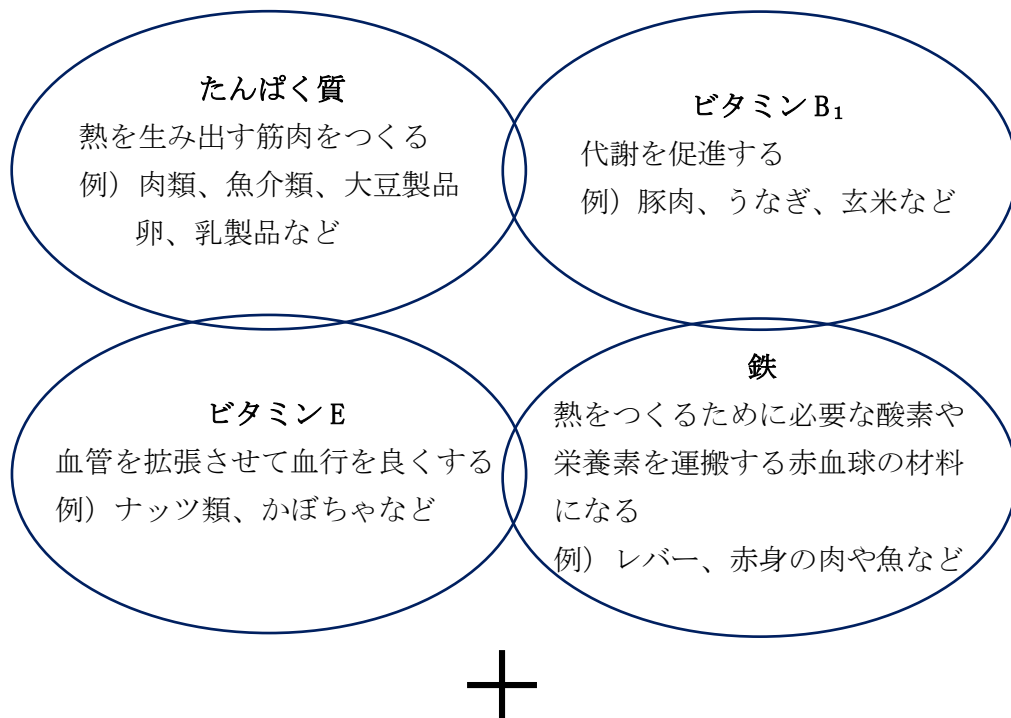 たんぱく質
熱を生み出す筋肉をつくる
例）肉類、魚介類、大豆製品
卵、乳製品など
ビタミン B₁
代謝を促進する
例）豚肉、うなぎ、玄米など
ビタミン E
血管を拡張させて血行を良くする
例）ナッツ類、かぼちゃなど
鉄
熱をつくるために必要な酸素や
栄養素を運搬する赤血球の材料
になる
例）レバー、赤身の肉や魚など
＋